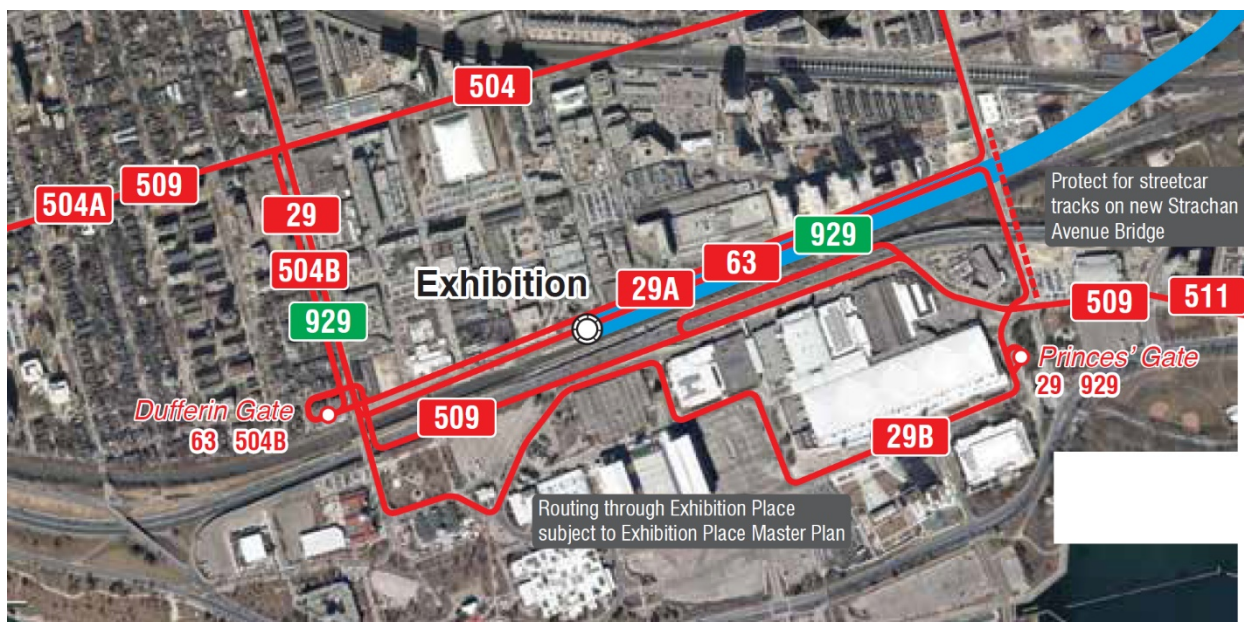 504
509
504A
29
504B
929
Exhibition
29A
63
929
Protect for streetcar
tracks on new Strachan
Avenue Bridge
509
511
Princes' Gate
29 929
Dufferin Gate
63 504B
509
29B
Routing through Exhibition Place
subject to Exhibition Place Master Plan